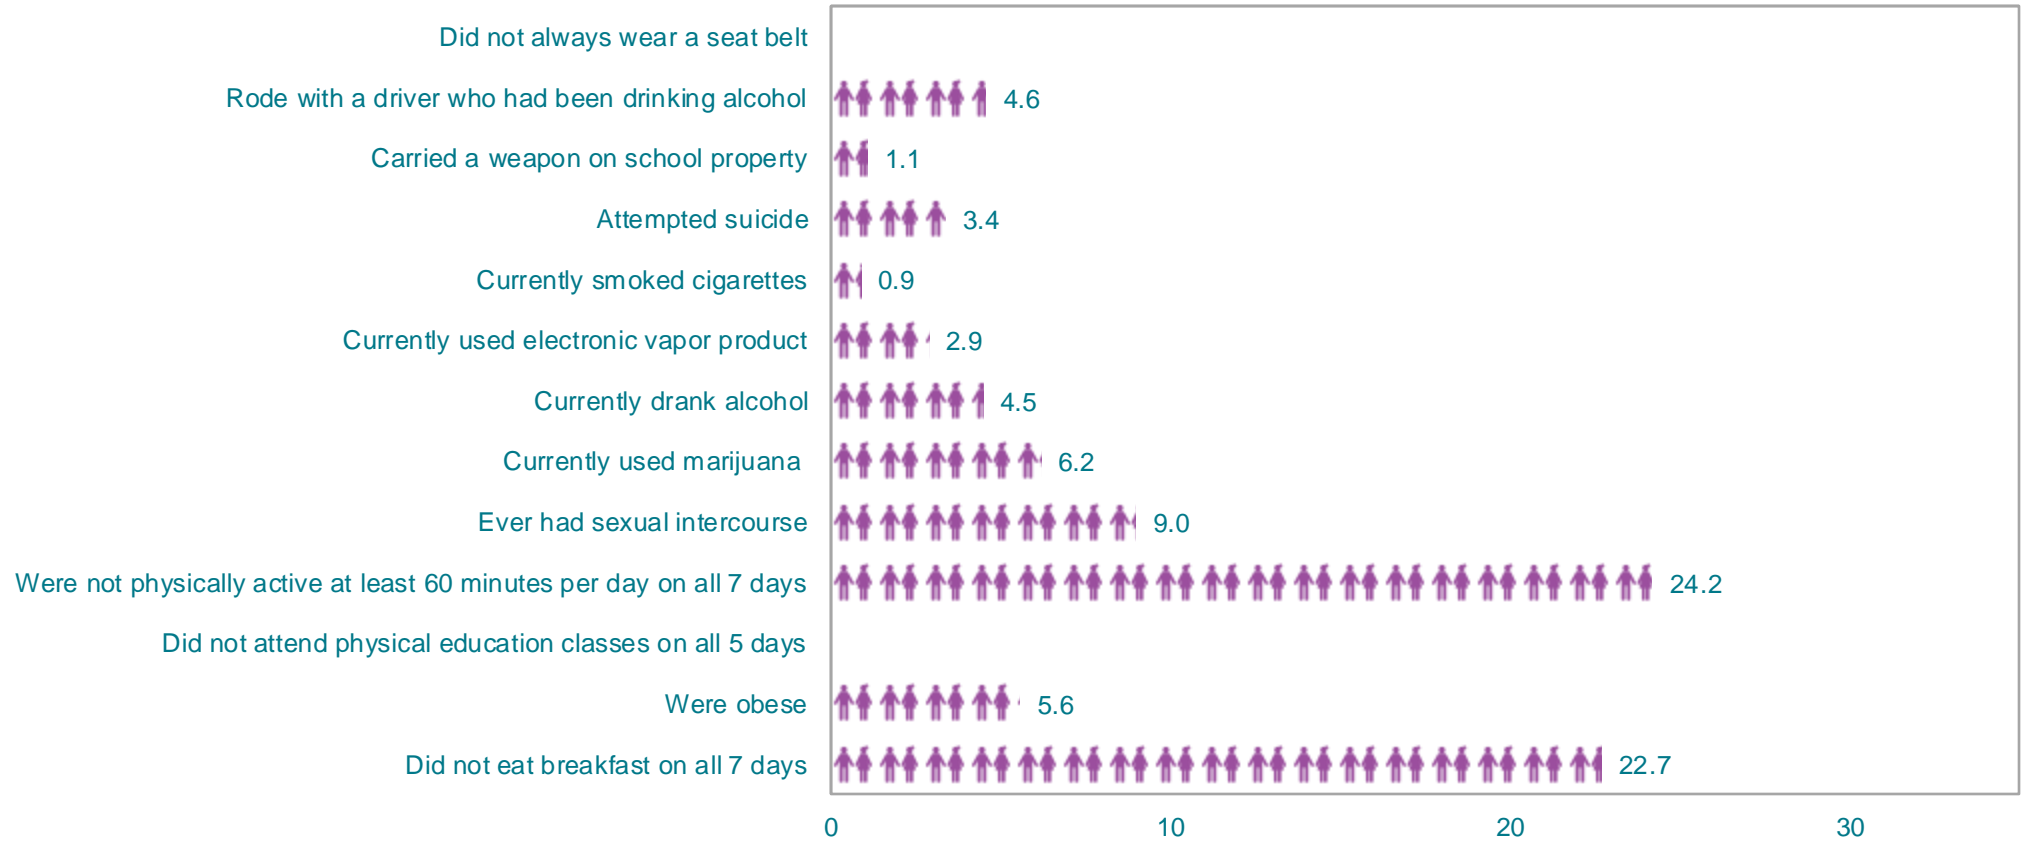 Did not always wear a seat belt
Rode with a driver who had been drinking alcohol 4.6
Carried a weapon on school property 1.1
Attempted suicide 3.4
Currently smoked cigarettes 0.9
Currently used electronic vapor product 2.9
Currently drank alcohol 4.5
Currently used marijuana 6.2
Ever had sexual intercourse 9.0
Were not physically active at least 60 minutes per day on all 7 days 24.2
Did not attend physical education classes on all 5 days
Were obese 5.6
Did not eat breakfast on all 7 days 22.7
0 10 20 30